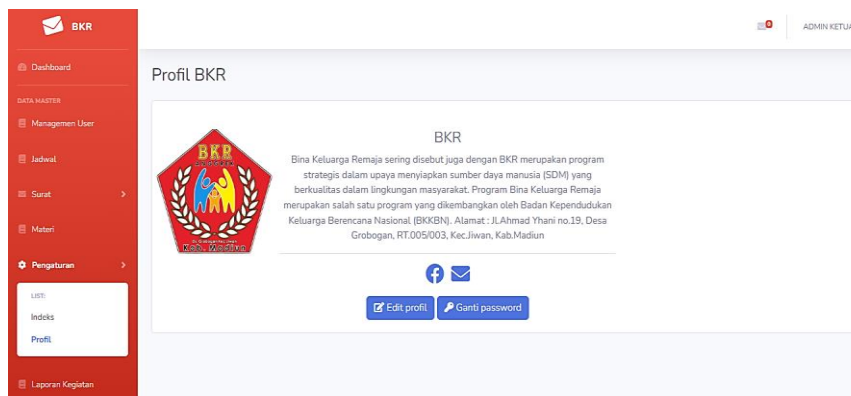 BKR
0
ADMIN KETUA
Dashboard
Profil BKR
DATA MASTER
Managemen User
Jadwal
Surat
Materi
Pengaturan
LIST:
Indeks
Profil
Laporan Kegiatan
BKR
Kab. Madiun
BKR
Bina Keluarga Remaja sering disebut juga dengan BKR merupakan program
strategis dalam upaya menyiapkan sumber daya manusia (SDM) yang
berkualitas dalam lingkungan masyarakat. Program Bina Keluarga Remaja
merupakan salah satu program yang dikembangkan oleh Badan Kependudukan
Keluarga Berencana Nasional (BKKBN). Alamat : Jl.Ahmad Yhani no.19, Desa
Grobogan, RT.005/003, Kec.Jiwan, Kab.Madiun
Edit profil
Ganti password